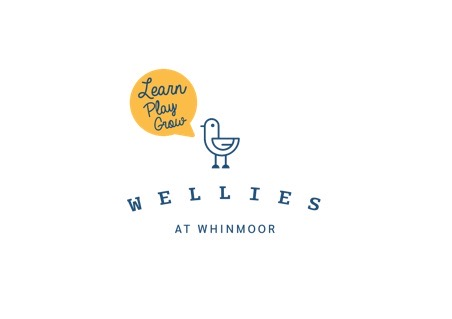 Learn
Play
Grow
WELLIES
AT WHINMOOR